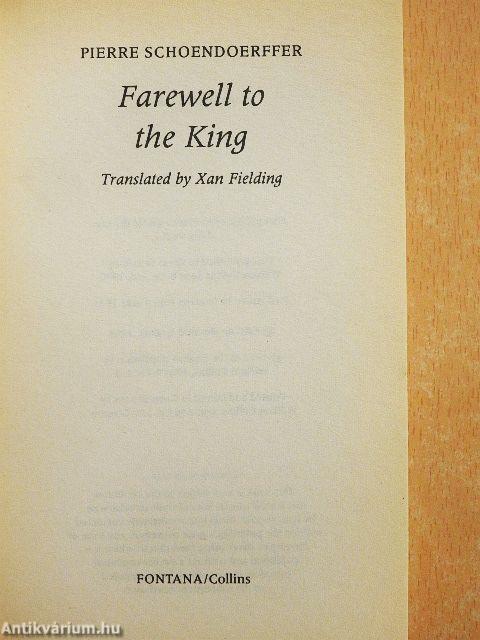 PIERRE SCHOENDOERFFER
Farewell to
the King
Translated by Xan Fielding
FONTANA/Collins
Antikvárium.hu